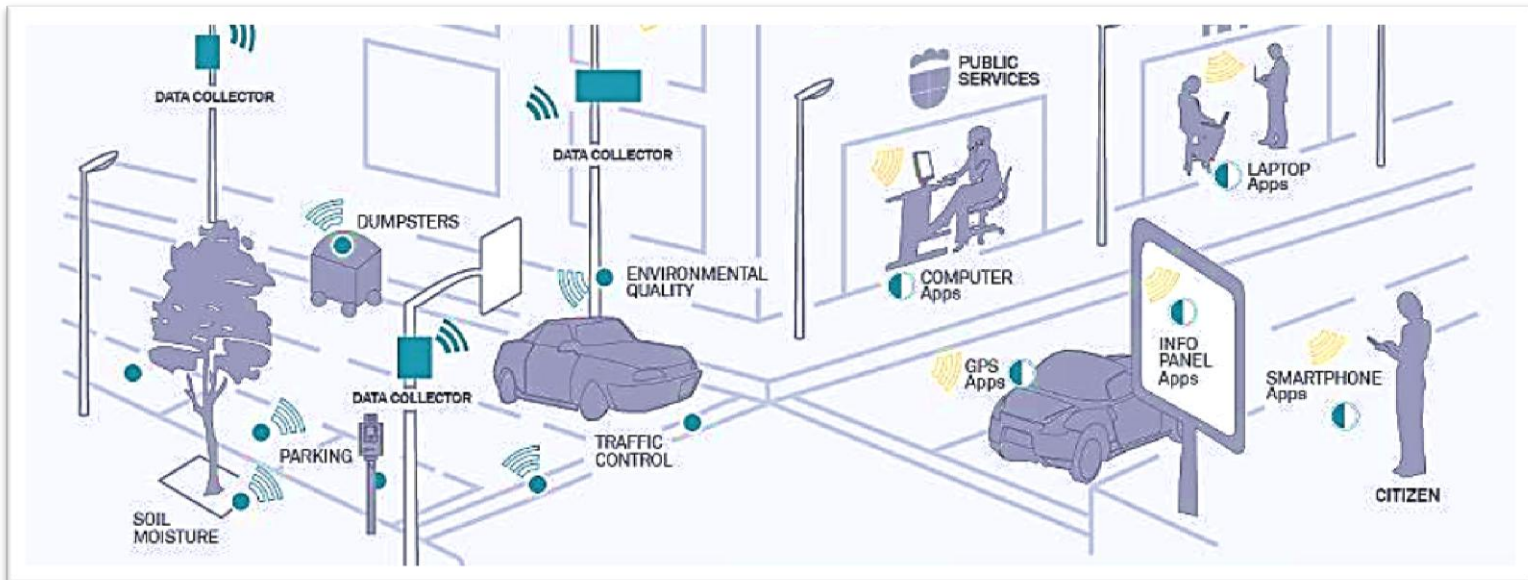 DATA COLLECTOR
DATA COLLECTOR
PUBLIC
SERVICES
LAPTOP
Apps
DUMPSTERS
ENVIRONMENTAL
QUALITY
COMPUTER
Apps
DATA COLLECTOR
GPS
Apps
INFO
PANEL
Apps
SMARTPHONE
Apps
PARKING
TRAFFIC
CONTROL
CITIZEN
SOIL
MOISTURE